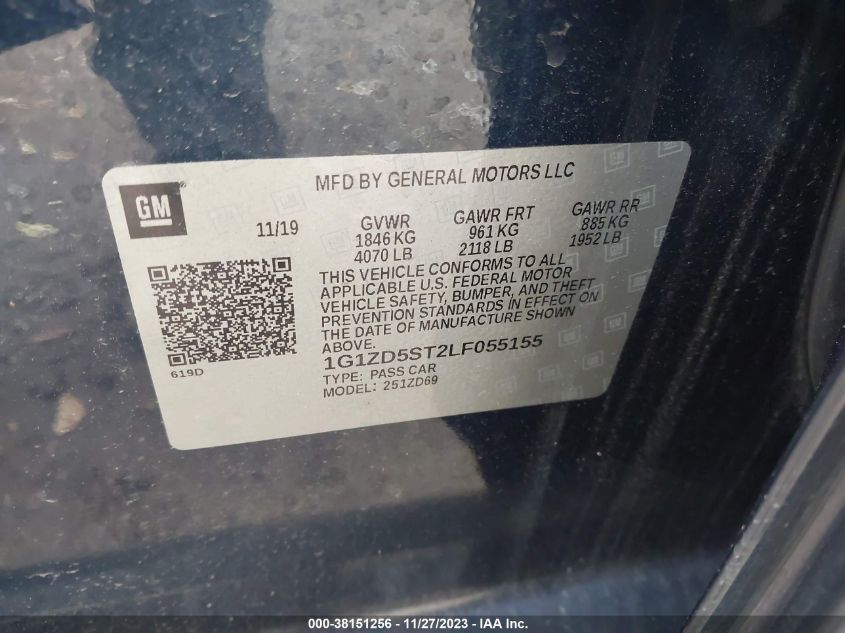 GM
MFD BY GENERAL MOTORS LLC
11/19
GVWR
1846 KG
4070 LB
GAWR FRT
961 KG
2118 LB
GAWR RR
885 KG
1952 LB
THIS VEHICLE CONFORMS TO ALL
APPLICABLE U.S. FEDERAL MOTOR
VEHICLE SAFETY, BUMPER, AND THEFT
PREVENTION STANDARDS IN EFFECT ON
THE DATE OF MANUFACTURE SHOWN
ABOVE.
1G1ZD5ST2LF055155
TYPE: PASS CAR
MODEL: 251ZD69
619D
000-38151256 - 11/27/2023 - IAA Inc.